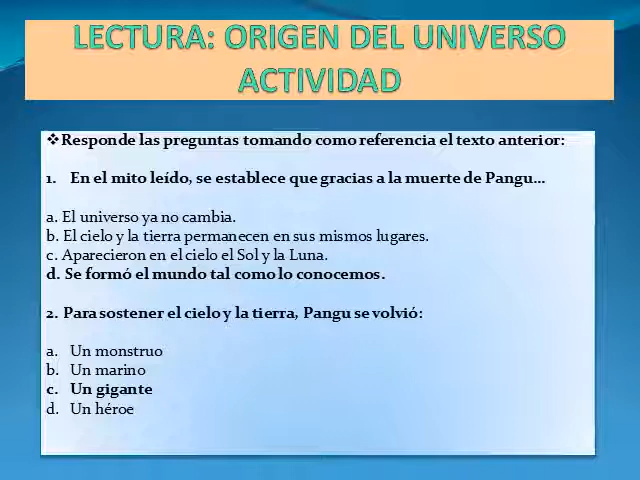 LECTURA: ORIGEN DEL UNIVERSO
ACTIVIDAD
❖Responde las preguntas tomando como referencia el texto anterior:
1. En el mito leído, se establece que gracias a la muerte de Pangu...
a. El universo ya no cambia.
b. El cielo y la tierra permanecen en sus mismos lugares.
c. Aparecieron en el cielo el Sol y la Luna.
d. Se formó el mundo tal como lo conocemos.
2. Para sostener el cielo y la tierra, Pangu se volvió:
a. Un monstruo
b. Un marino
c. Un gigante
d. Un héroe